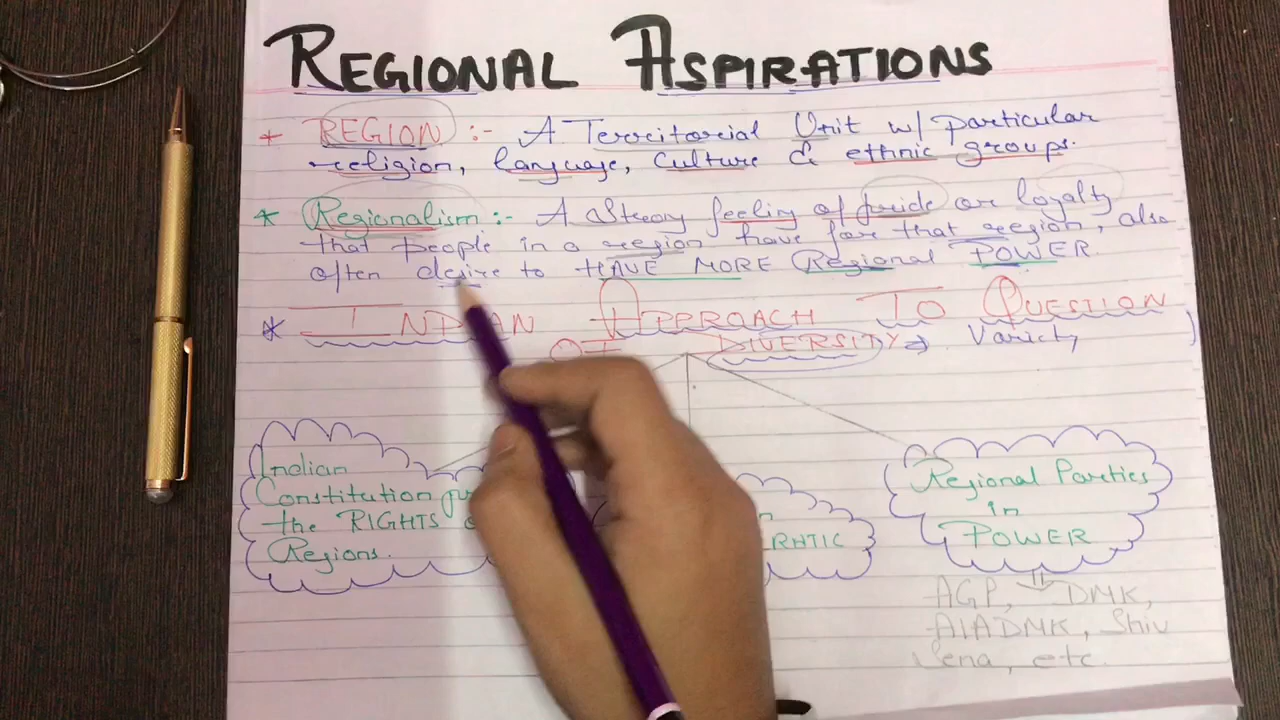 REGIONAL ASPIRATIONS
* REGION :- A Territorial Unit w/ particular
religion, language, culture & ethnic groups.
* Regionalism :- A strong feeling of pride or loyalty
that people in a region have for that region, also
often desire to HAVE MORE Regional POWER.
* INDIAN APPROACH TO QUESTION
OF DIVERSITY → Variety
Indian
Constitution
the RIGHTS
Regions.
Regional Parties
in
POWER
AGP, DMK,
AIADMK, Shiv
Sena, etc.